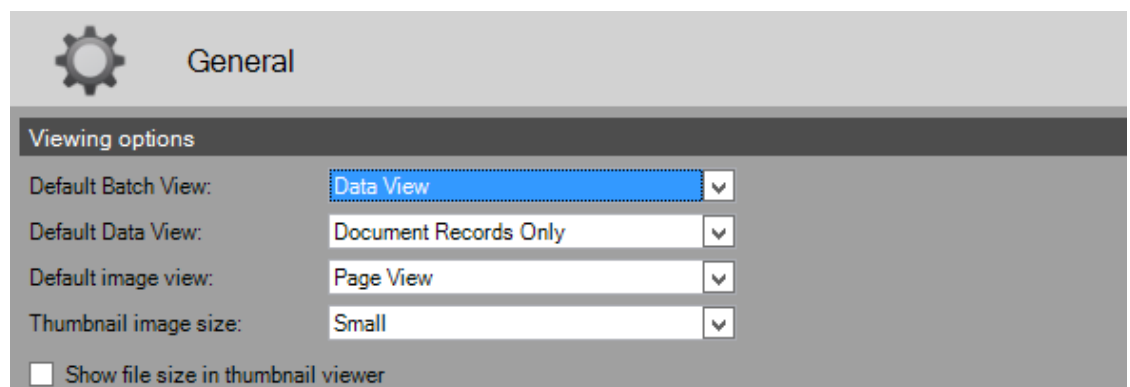 General
Viewing options
Default Batch View: Data View
Default Data View: Document Records Only
Default image view: Page View
Thumbnail image size: Small
Show file size in thumbnail viewer